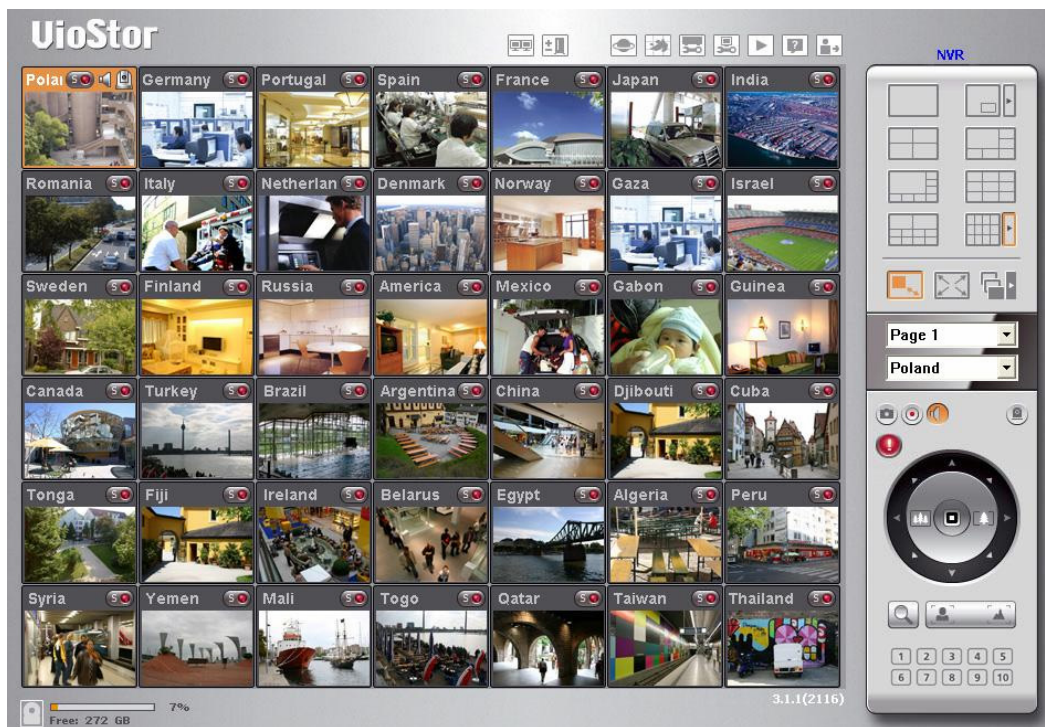 VioStor
NVR
Polar S Germany S Portugal S Spain S France S Japan S India S
Romania S Italy S Netherlan S Denmark S Norway S Gaza S Israel S
Sweden S Finland S Russia S America S Mexico S Gabon S Guinea S
Canada S Turkey S Brazil S Argentina S China S Djibouti S Cuba S
Tonga S Fiji S Ireland S Belarus S Egypt S Algeria S Peru S
Syria S Yemen S Mali S Togo S Qatar S Taiwan S Thailand S
Page 1
Poland
1 2 3 4 5
6 7 8 9 10
3.1.1(2116)
7%
Free: 272 GB